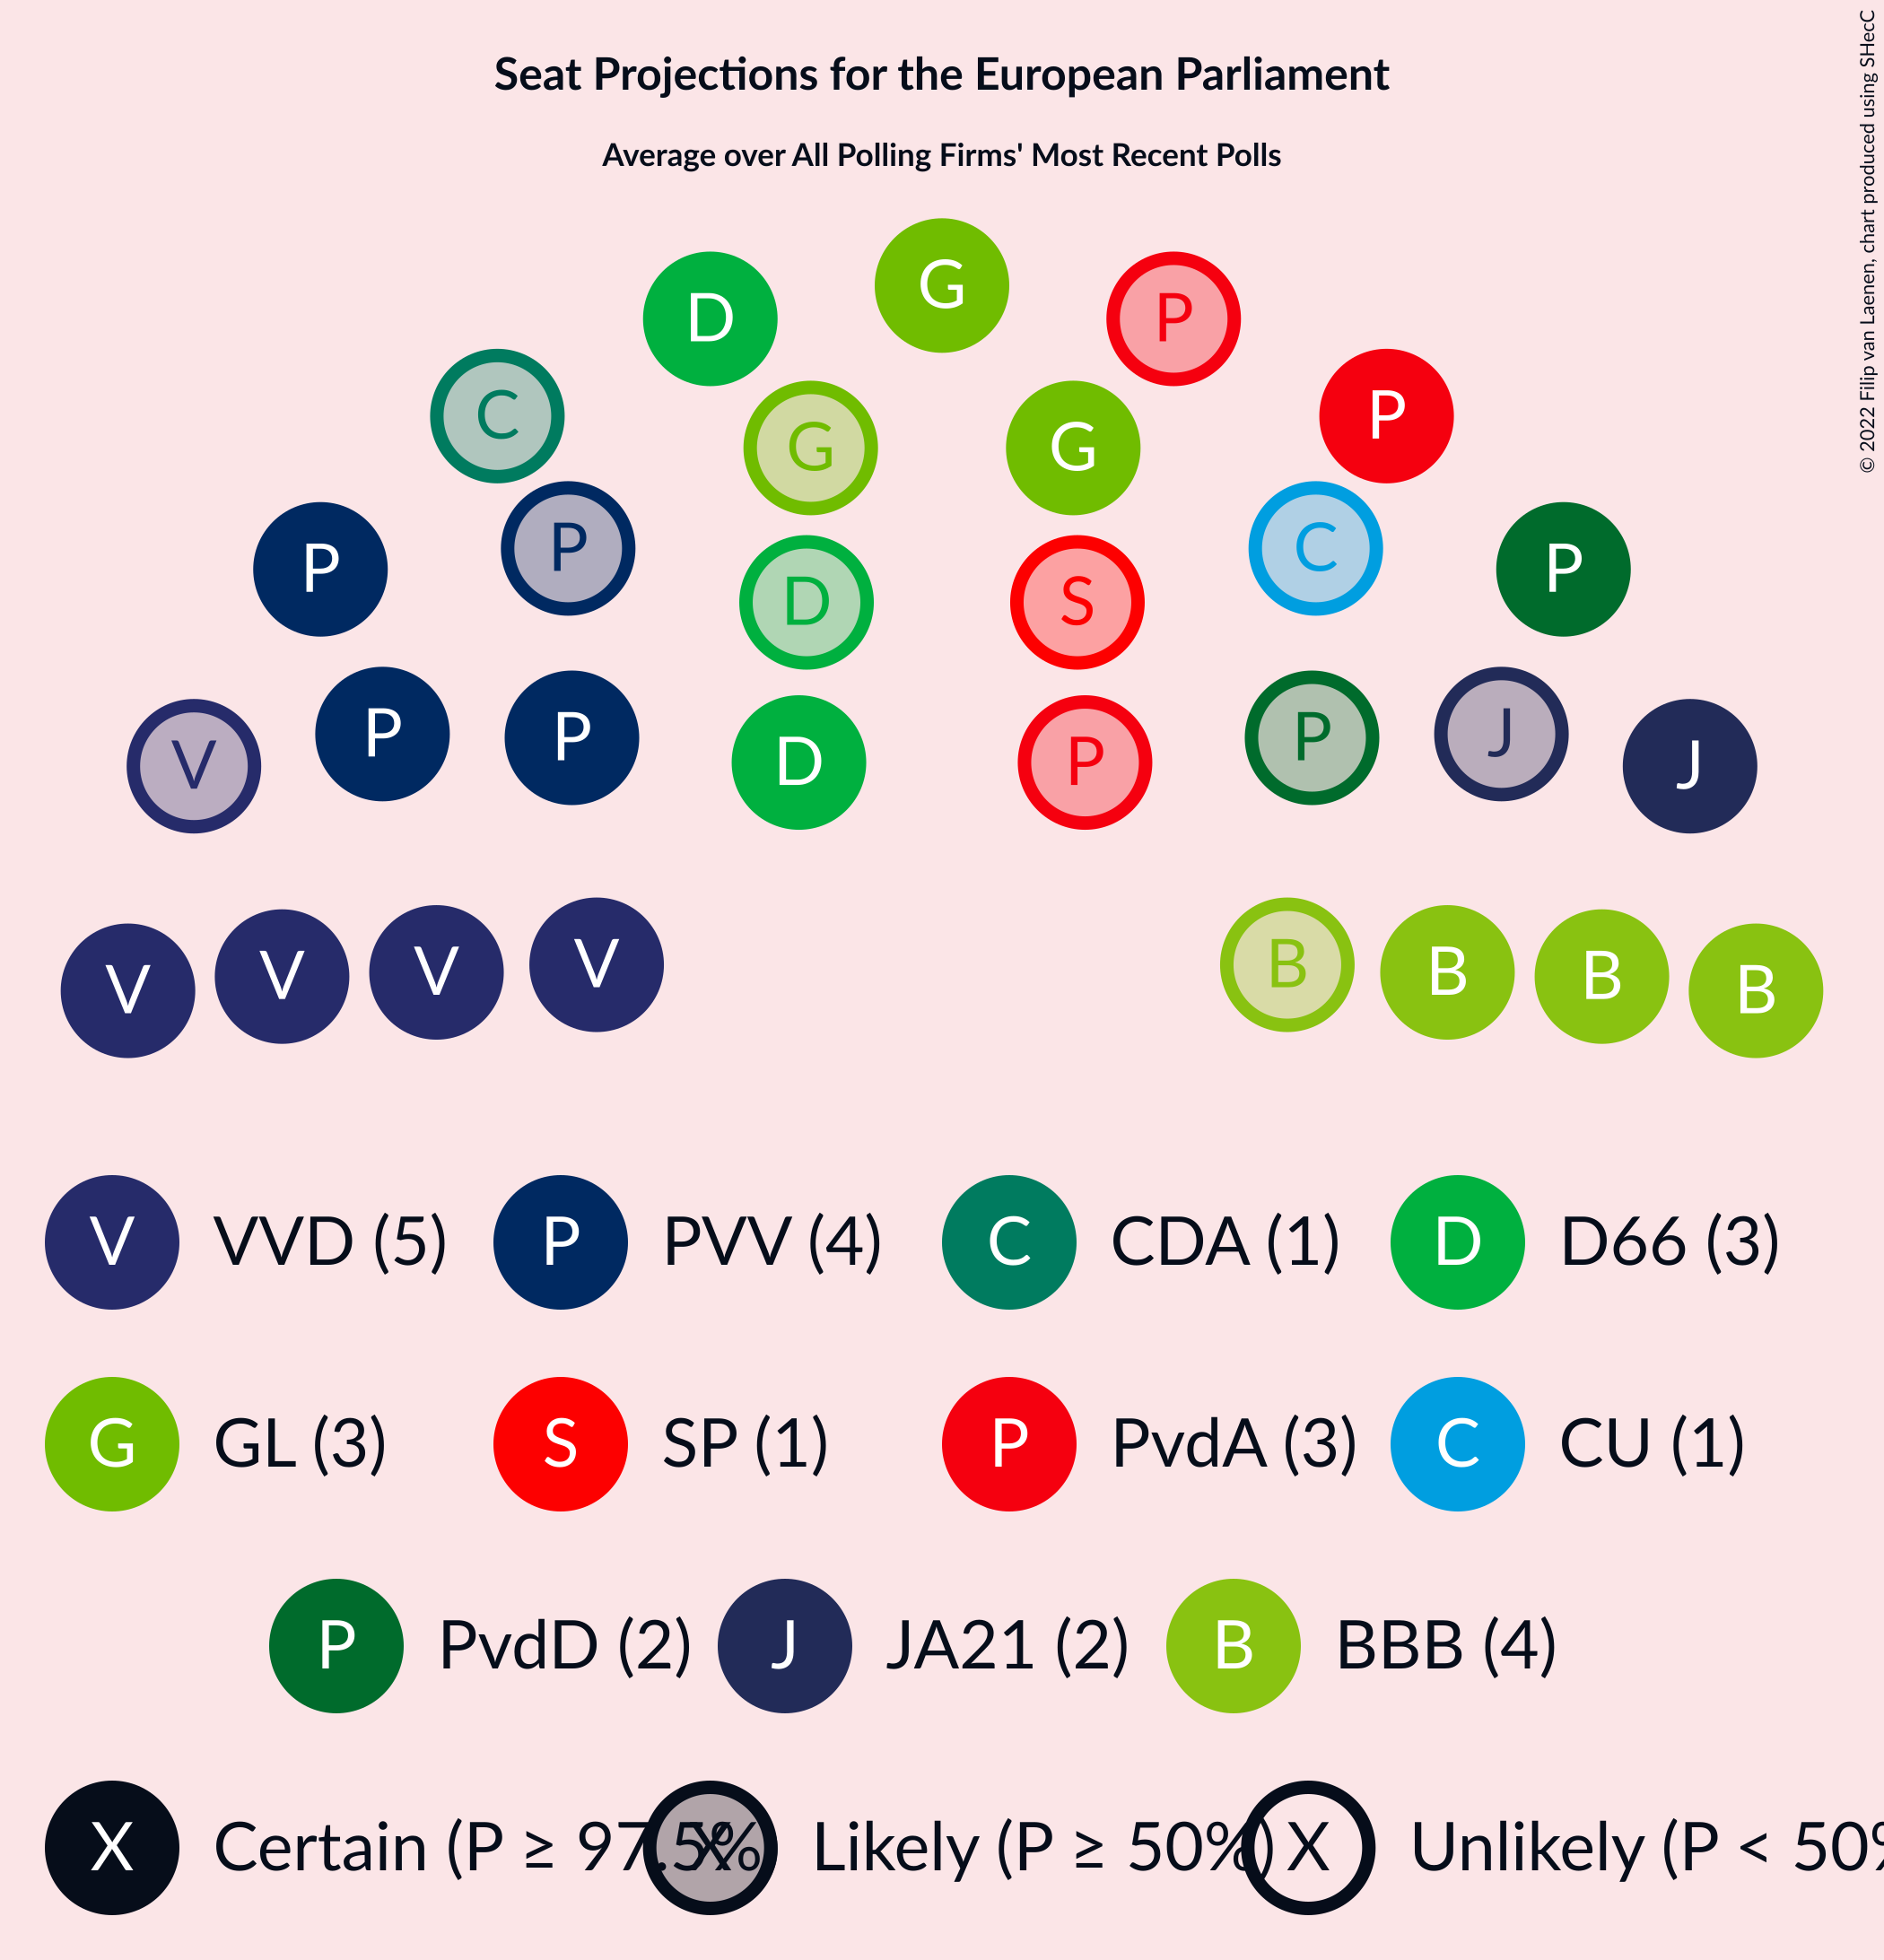 Seat Projections for the European Parliament
Average over All Polling Firms' Most Recent Polls
© 2022 Filip van Laenen, chart produced using SHecC
G
D P
C P
G G
P P C P
D S
V P P D P P J J
V V V V B B B B
V VVD (5) P PVV (4) C CDA (1) D D66 (3)
G GL (3) S SP (1) P PvdA (3) C CU (1)
P PvdD (2) J JA21 (2) B BBB (4)
X Certain (P ≥ 97.5% X Likely (P ≥ 50%) X Unlikely (P < 50%